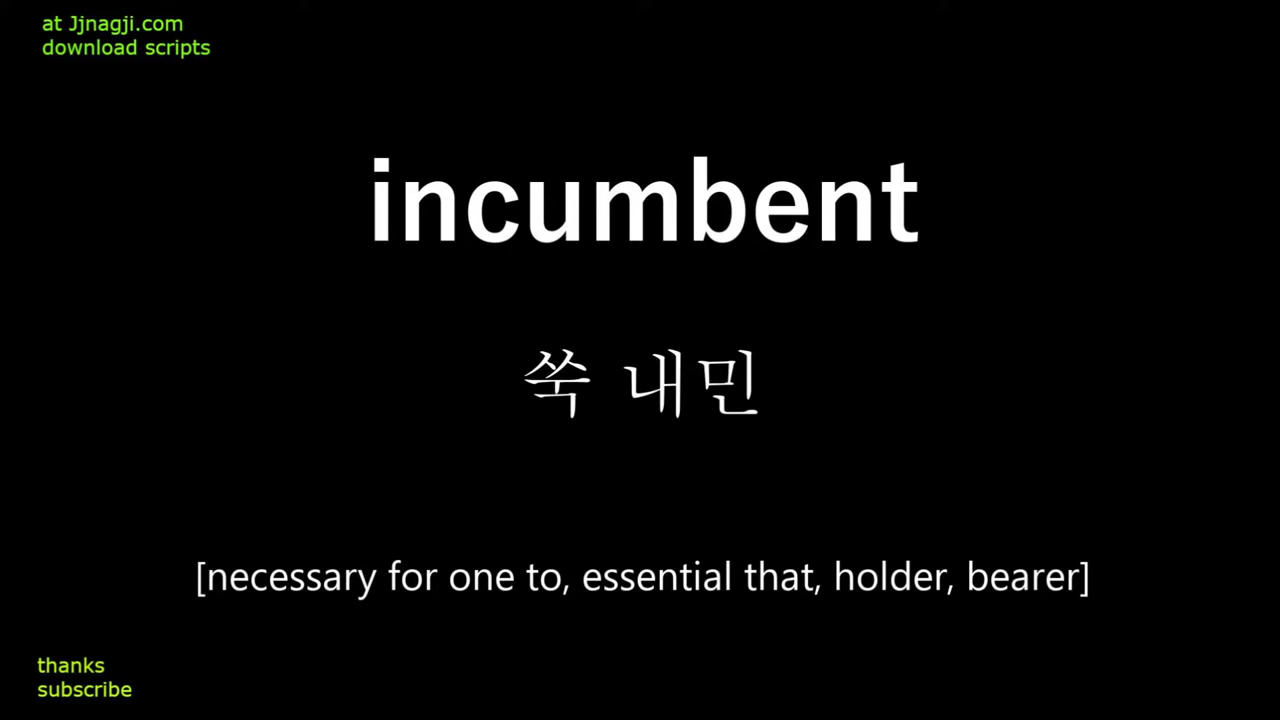 at Jjnagji.com
download scripts
incumbent
쑥 내민
[necessary for one to, essential that, holder, bearer]
thanks
subscribe